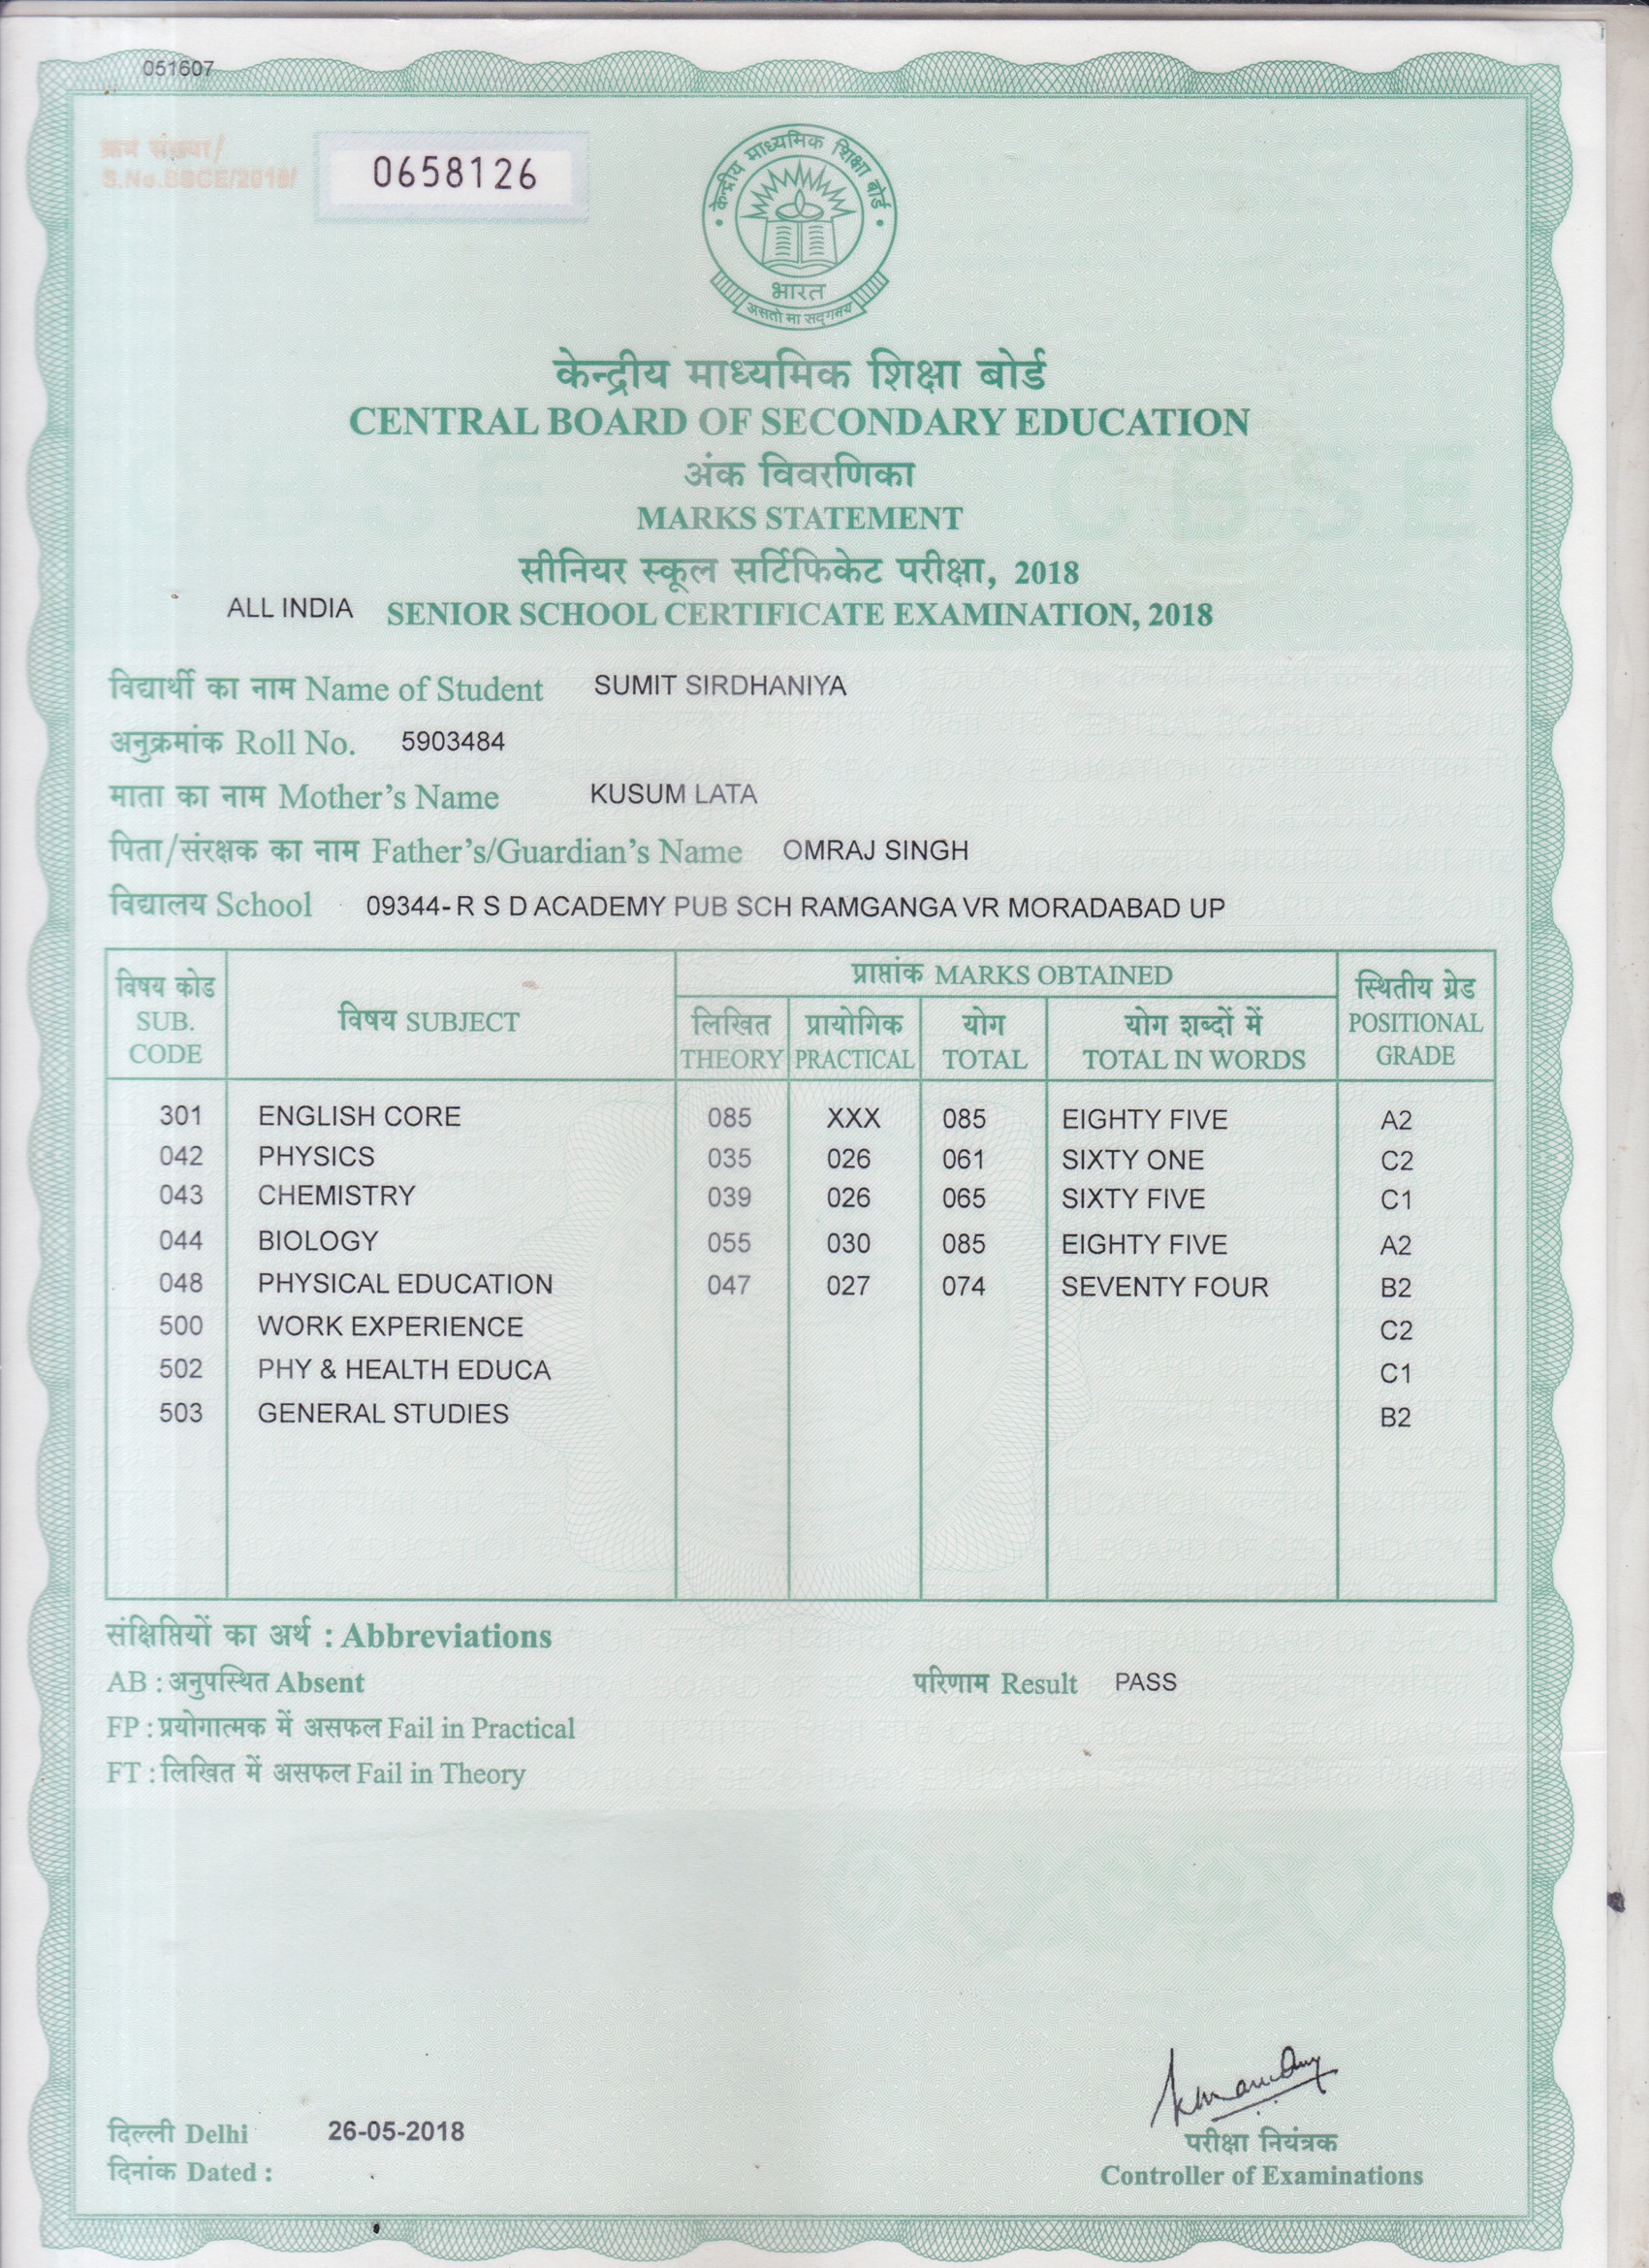 051607
क्रम संख्या/
S.No.SSCE/2018/
0658126
केन्द्रीय माध्यमिक शिक्षा बोर्ड
भारत
असतो मा सद्गमय
केन्द्रीय माध्यमिक शिक्षा बोर्ड
CENTRAL BOARD OF SECONDARY EDUCATION
अंक विवरणिका
MARKS STATEMENT
सीनियर स्कूल सर्टिफिकेट परीक्षा, 2018
ALL INDIA SENIOR SCHOOL CERTIFICATE EXAMINATION, 2018
विद्यार्थी का नाम Name of Student SUMIT SIRDHANIYA
अनुक्रमांक Roll No. 5903484
माता का नाम Mother's Name KUSUM LATA
पिता/संरक्षक का नाम Father's/Guardian's Name OMRAJ SINGH
विद्यालय School 09344-R S D ACADEMY PUB SCH RAMGANGA VR MORADABAD UP
विषय कोड SUB. CODE विषय SUBJECT प्राप्तांक MARKS OBTAINED स्थितीय ग्रेड POSITIONAL GRADE
लिखित THEORY प्रायोगिक PRACTICAL योग TOTAL योग शब्दों में TOTAL IN WORDS
301 ENGLISH CORE 085 XXX 085 EIGHTY FIVE A2
042 PHYSICS 035 026 061 SIXTY ONE C2
043 CHEMISTRY 039 026 065 SIXTY FIVE C1
044 BIOLOGY 055 030 085 EIGHTY FIVE A2
048 PHYSICAL EDUCATION 047 027 074 SEVENTY FOUR B2
500 WORK EXPERIENCE C2
502 PHY & HEALTH EDUCA C1
503 GENERAL STUDIES B2
संक्षिप्तियों का अर्थ : Abbreviations
AB : अनुपस्थित Absent परिणाम Result PASS
FP : प्रयोगात्मक में असफल Fail in Practical
FT : लिखित में असफल Fail in Theory
दिल्ली Delhi 26-05-2018
दिनांक Dated :
परीक्षा नियंत्रक
Controller of Examinations